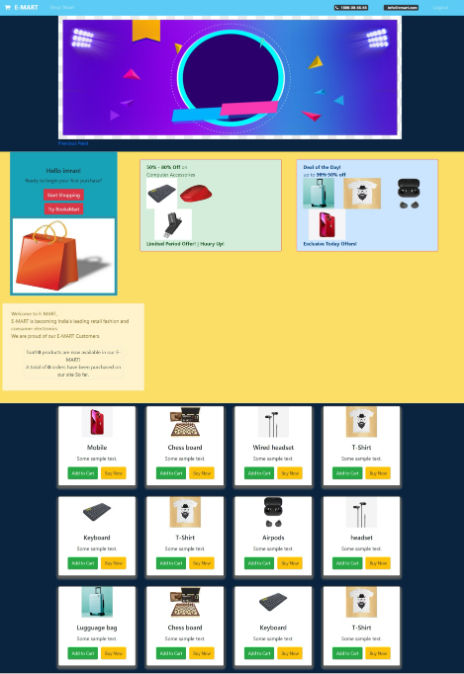 E-MART
Logout
Previous Next
Hello imran!
Ready to begin your first purchase?
Start Shopping
Try BooksMart
50% - 80% Off on
Computer Accessories
Limited Period Offer! | Huury Up!
Deal of the Day!
up to 30%-50% off
Exclusive Today Offers!
Welcome to E-MART.
E-MART is becoming India's leading retail fashion and
consumer electronics.
We are proud of our E-MART Customers.
products are now available in our E-
MART!
A total of orders have been purchased on
our site So far.
Mobile
Some sample text.
Add to Cart Buy Now
Chess board
Some sample text.
Add to Cart Buy Now
Wired headset
Some sample text.
Add to Cart Buy Now
T-Shirt
Some sample text.
Add to Cart Buy Now
Keyboard
Some sample text.
Add to Cart Buy Now
T-Shirt
Some sample text.
Add to Cart Buy Now
Airpods
Some sample text.
Add to Cart Buy Now
headset
Some sample text.
Add to Cart Buy Now
Lugguage bag
Some sample text.
Add to Cart Buy Now
Chess board
Some sample text.
Add to Cart Buy Now
Keyboard
Some sample text.
Add to Cart Buy Now
T-Shirt
Some sample text.
Add to Cart Buy Now